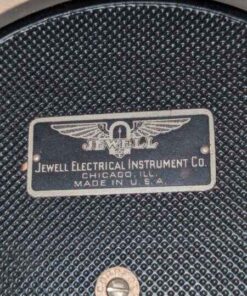 JEWELL
JEWELL ELECTRICAL INSTRUMENT CO.
CHICAGO, ILL.
MADE IN U.S.A.